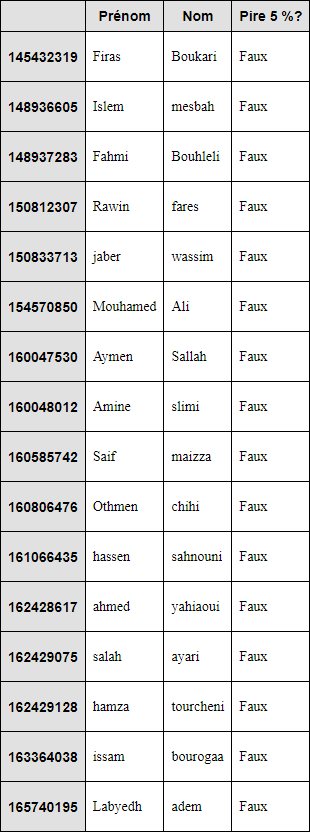 Prénom Nom Pire 5 %?
145432319 Firas Boukari Faux
148936605 Islem mesbah Faux
148937283 Fahmi Bouhleli Faux
150812307 Rawin fares Faux
150833713 jaber wassim Faux
154570850 Mouhamed Ali Faux
160047530 Aymen Sallah Faux
160048012 Amine slimi Faux
160585742 Saif maizza Faux
160806476 Othmen chihi Faux
161066435 hassen sahnouni Faux
162428617 ahmed yahiaoui Faux
162429075 salah ayari Faux
162429128 hamza tourcheni Faux
163364038 issam bourogaa Faux
165740195 Labyedh adem Faux